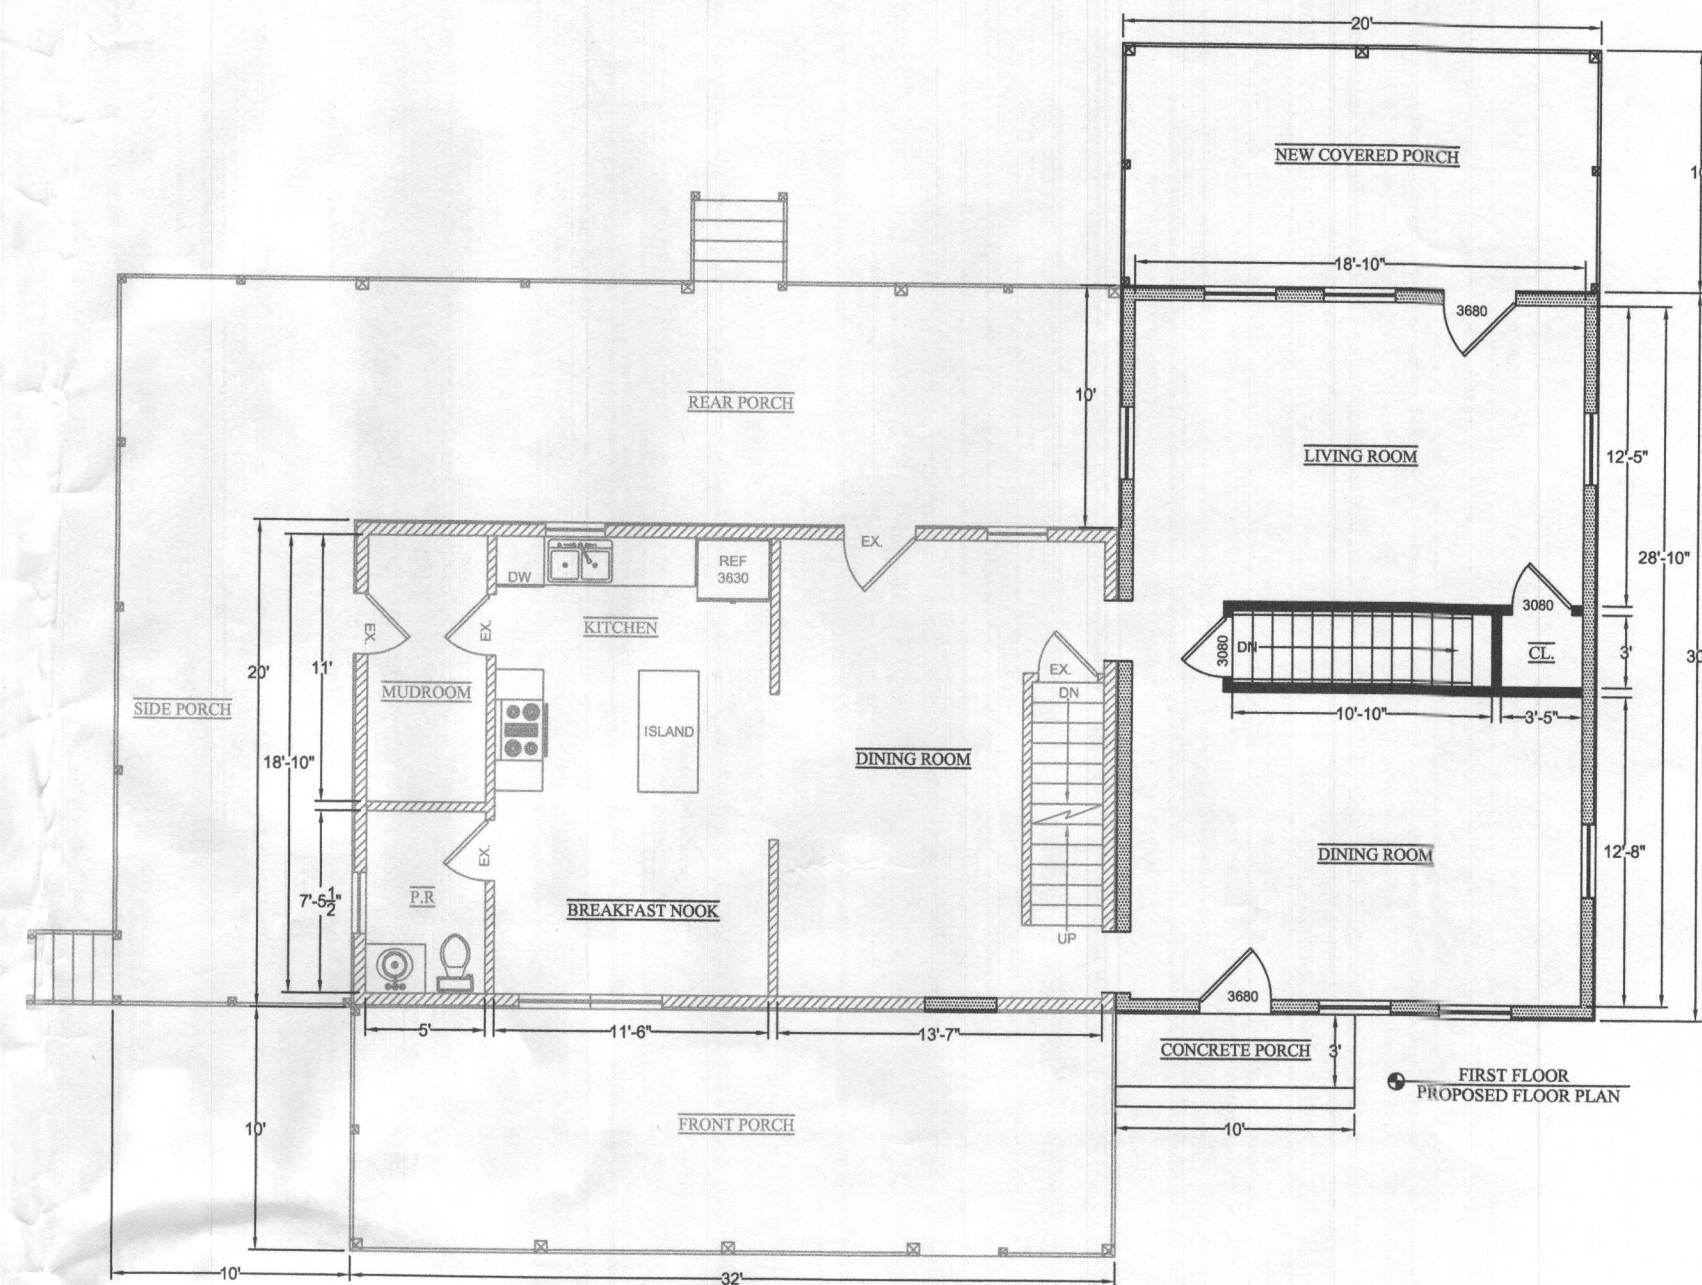 20'
NEW COVERED PORCH
18'-10"
3680
REAR PORCH
10'
LIVING ROOM
12'-5"
28'-10"
EX.
DW
REF
3630
KITCHEN
EX.
EX.
20'
11'
MUDROOM
SIDE PORCH
ISLAND
18'-10"
DINING ROOM
EX.
DN
3080
DN
3080
CL.
3'
10'-10"
3'-5"
7'-5 1/2"
P.R
EX.
BREAKFAST NOOK
UP
DINING ROOM
12'-8"
3680
5'
11'-6"
13'-7"
CONCRETE PORCH
3'
FIRST FLOOR
PROPOSED FLOOR PLAN
10'
FRONT PORCH
10'
10'
32'